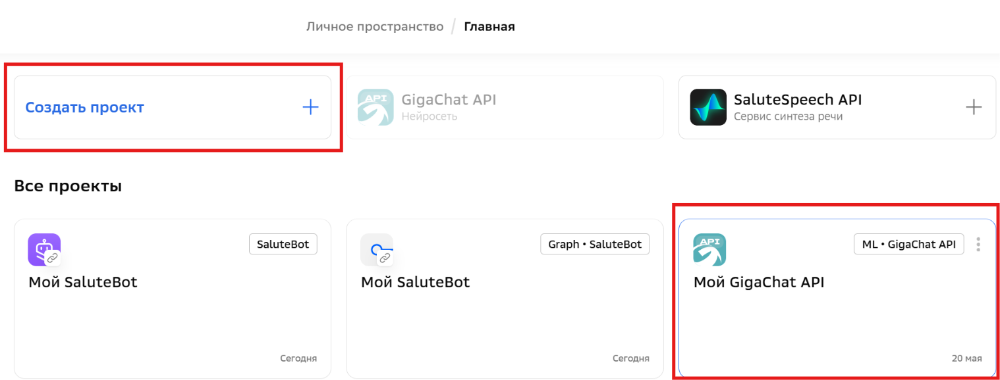 Личное пространство / Главная
Создать проект
API
GigaChat API
Нейросеть
SaluteSpeech API
Сервис синтеза речи
Все проекты
SaluteBot
Мой SaluteBot
Сегодня
Graph • SaluteBot
Мой SaluteBot
Сегодня
API
ML • GigaChat API
Мой GigaChat API
20 мая